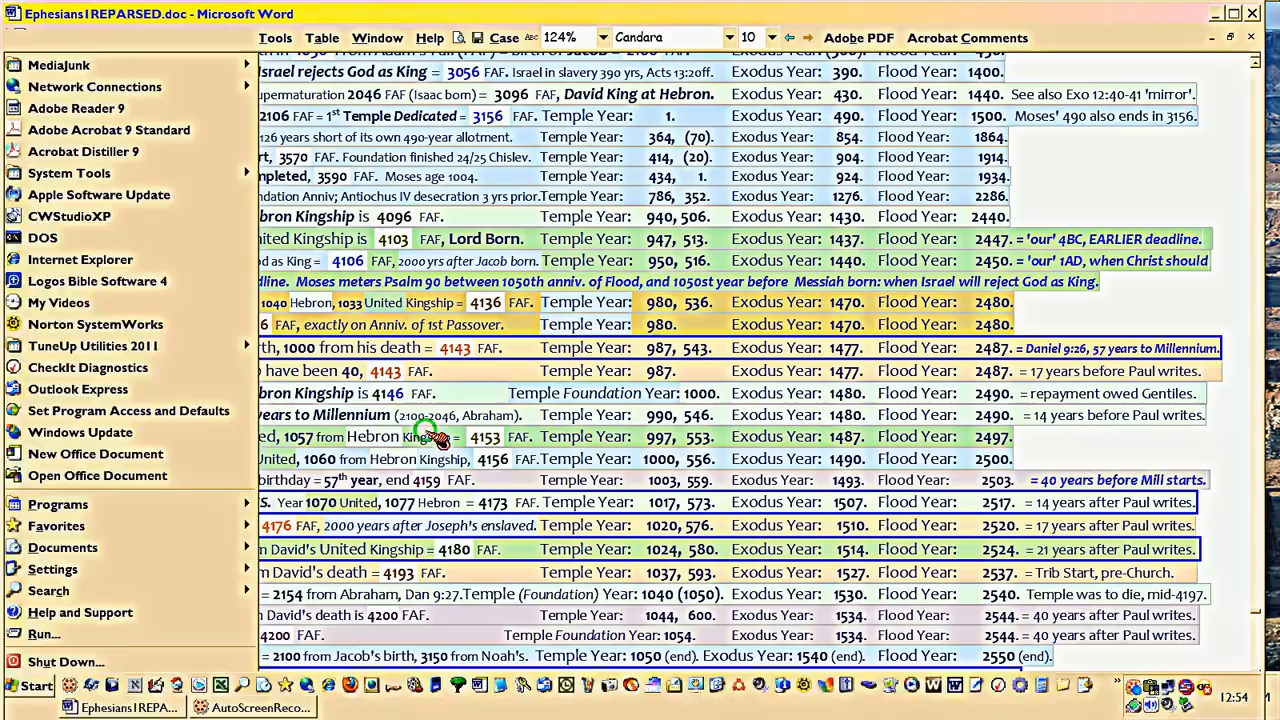 Ephesians1REPARSED.doc - Microsoft Word
Tools Table Window Help Case 124% Candara 10 Adobe PDF Acrobat Comments
MediaJunk
Network Connections
Adobe Reader 9
Adobe Acrobat 9 Standard
Acrobat Distiller 9
System Tools
Apple Software Update
CWStudioXP
DOS
Internet Explorer
Logos Bible Software 4
My Videos
Norton SystemWorks
TuneUp Utilities 2011
CheckIt Diagnostics
Outlook Express
Set Program Access and Defaults
Windows Update
New Office Document
Open Office Document
Programs
Favorites
Documents
Settings
Search
Help and Support
Run...
Shut Down...
Israel rejects God as King = 3056 FAF. Israel in slavery 390 yrs, Acts 13:20ff. Exodus Year: 390. Flood Year: 1400.
upermaturation 2046 FAF (Isaac born) = 3096 FAF, David King at Hebron. Exodus Year: 430. Flood Year: 1440. See also Exo 12:40-41 'mirror'.
2106 FAF = 1st Temple Dedicated = 3156 FAF. Temple Year: 1. Exodus Year: 490. Flood Year: 1500. Moses' 490 also ends in 3156.
126 years short of its own 490-year allotment. Temple Year: 364, (70). Exodus Year: 854. Flood Year: 1864.
rt, 3570 FAF. Foundation finished 24/25 Chislev. Temple Year: 414, (20). Exodus Year: 904. Flood Year: 1914.
mpleted, 3590 FAF. Moses age 1004. Temple Year: 434, 1. Exodus Year: 924. Flood Year: 1934.
ndation Anniv; Antiochus IV desecration 3 yrs prior. Temple Year: 786, 352. Exodus Year: 1276. Flood Year: 2286.
bron Kingship is 4096 FAF. Temple Year: 940, 506. Exodus Year: 1430. Flood Year: 2440.
nited Kingship is 4103 FAF, Lord Born. Temple Year: 947, 513. Exodus Year: 1437. Flood Year: 2447. = 'our' 4BC, EARLIER deadline.
od as King = 4106 FAF, 2000 yrs after Jacob born. Temple Year: 950, 516. Exodus Year: 1440. Flood Year: 2450. = 'our' 1AD, when Christ should
dline. Moses meters Psalm 90 between 1050th anniv. of Flood, and 1050st year before Messiah born: when Israel will reject God as King.
1040 Hebron, 1033 United Kingship = 4136 FAF. Temple Year: 980, 536. Exodus Year: 1470. Flood Year: 2480.
6 FAF, exactly on Anniv. of 1st Passover. Temple Year: 980. Exodus Year: 1470. Flood Year: 2480.
rth, 1000 from his death = 4143 FAF. Temple Year: 987, 543. Exodus Year: 1477. Flood Year: 2487. = Daniel 9:26, 57 years to Millennium.
o have been 40, 4143 FAF. Temple Year: 987. Exodus Year: 1477. Flood Year: 2487. = 17 years before Paul writes.
ebron Kingship is 4146 FAF. Temple Foundation Year: 1000. Exodus Year: 1480. Flood Year: 2490. = repayment owed Gentiles.
years to Millennium (2100-2046, Abraham). Temple Year: 990, 546. Exodus Year: 1480. Flood Year: 2490. = 14 years before Paul writes.
ed, 1057 from Hebron = 4153 FAF. Temple Year: 997, 553. Exodus Year: 1487. Flood Year: 2497.
United, 1060 from Hebron Kingship, 4156 FAF. Temple Year: 1000, 556. Exodus Year: 1490. Flood Year: 2500.
birthday = 57th year, end 4159 FAF. Temple Year: 1003, 559. Exodus Year: 1493. Flood Year: 2503. = 40 years before Mill starts.
S. Year 1070 United, 1077 Hebron = 4173 FAF. Temple Year: 1017, 573. Exodus Year: 1507. Flood Year: 2517. = 14 years after Paul writes.
4176 FAF, 2000 years after Joseph's enslaved. Temple Year: 1020, 576. Exodus Year: 1510. Flood Year: 2520. = 17 years after Paul writes.
m David's United Kingship = 4180 FAF. Temple Year: 1024, 580. Exodus Year: 1514. Flood Year: 2524. = 21 years after Paul writes.
m David's death = 4193 FAF. Temple Year: 1037, 593. Exodus Year: 1527. Flood Year: 2537. = Trib Start, pre-Church.
= 2154 from Abraham, Dan 9:27. Temple (Foundation) Year: 1040 (1050). Exodus Year: 1530. Flood Year: 2540. Temple was to die, mid-4197.
m David's death is 4200 FAF. Temple Year: 1044, 600. Exodus Year: 1534. Flood Year: 2544. = 40 years after Paul writes.
4200 FAF. Temple Foundation Year: 1054. Exodus Year: 1534. Flood Year: 2544. = 40 years after Paul writes.
= 2100 from Jacob's birth, 3150 from Noah's. Temple Year: 1050 (end). Exodus Year: 1540 (end). Flood Year: 2550 (end).
Start 12:54
Ephesians1REPA... AutoScreenReco...